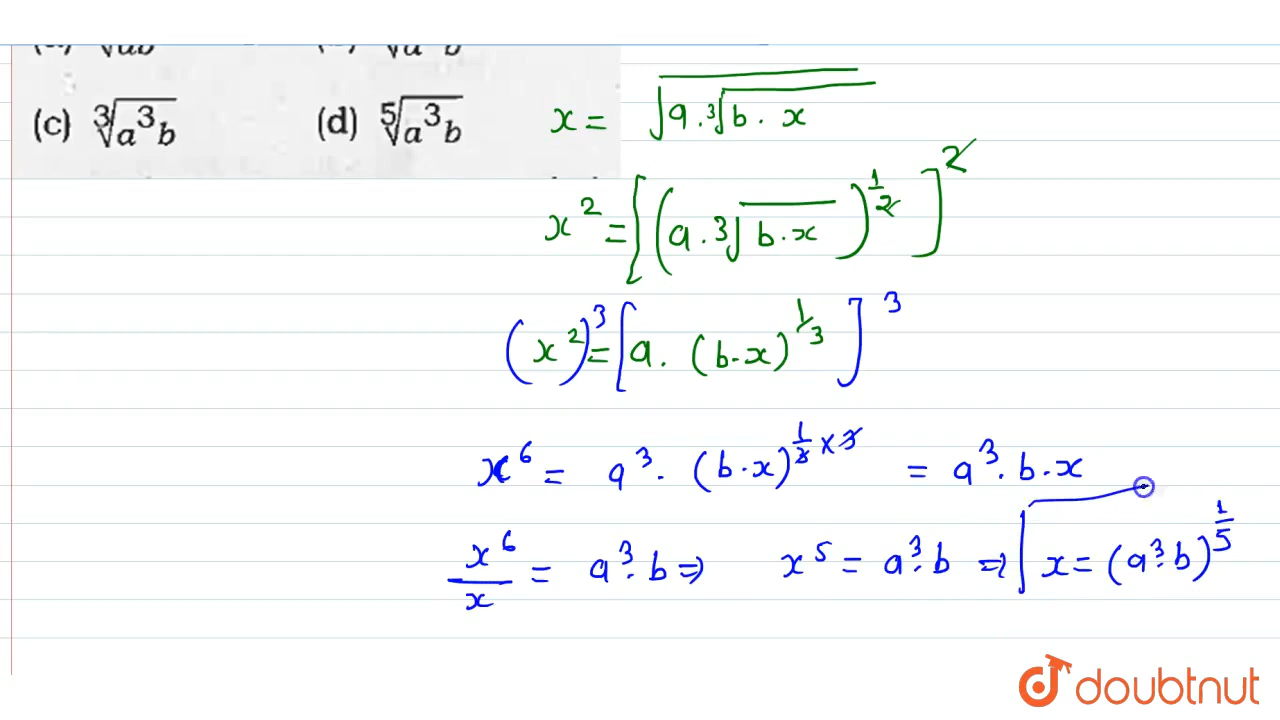 (c) ∛(a³b) (d) ⁵√(a³b)
x = √(a · ∛(b · x))
x² = [(a · ∛(b · x))^(1/2)]²
(x²)³ = [a · (b · x)^(1/3)]³
x⁶ = a³ · (b · x)^(1/3 × 3) = a³ · b · x
x⁶/x = a³ · b ⇒ x⁵ = a³ · b ⇒ x = (a³ · b)^(1/5)
doubtnut